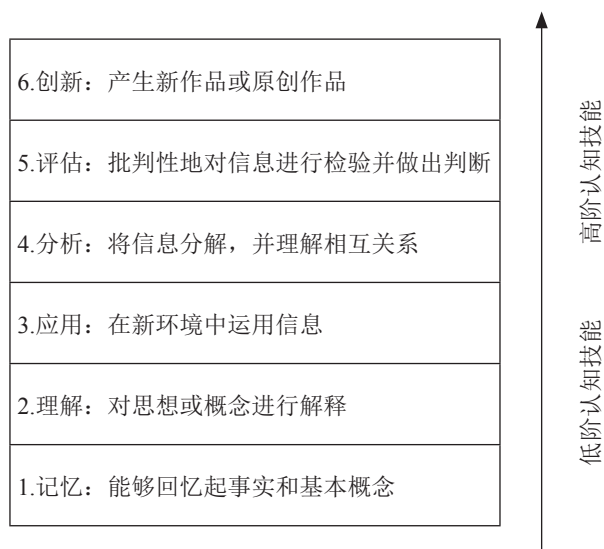 6.创新：产生新作品或原创作品
5.评估：批判性地对信息进行检验并做出判断
4.分析：将信息分解，并理解相互关系
3.应用：在新环境中运用信息
2.理解：对思想或概念进行解释
1.记忆：能够回忆起事实和基本概念
高阶认知技能
低阶认知技能